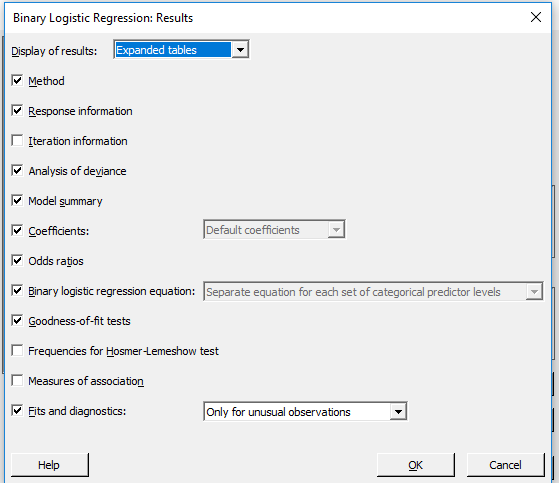 Binary Logistic Regression: Results
Display of results: Expanded tables
Method
Response information
Iteration information
Analysis of deviance
Model summary
Coefficients: Default coefficients
Odds ratios
Binary logistic regression equation: Separate equation for each set of categorical predictor levels
Goodness-of-fit tests
Frequencies for Hosmer-Lemeshow test
Measures of association
Fits and diagnostics: Only for unusual observations
Help OK Cancel